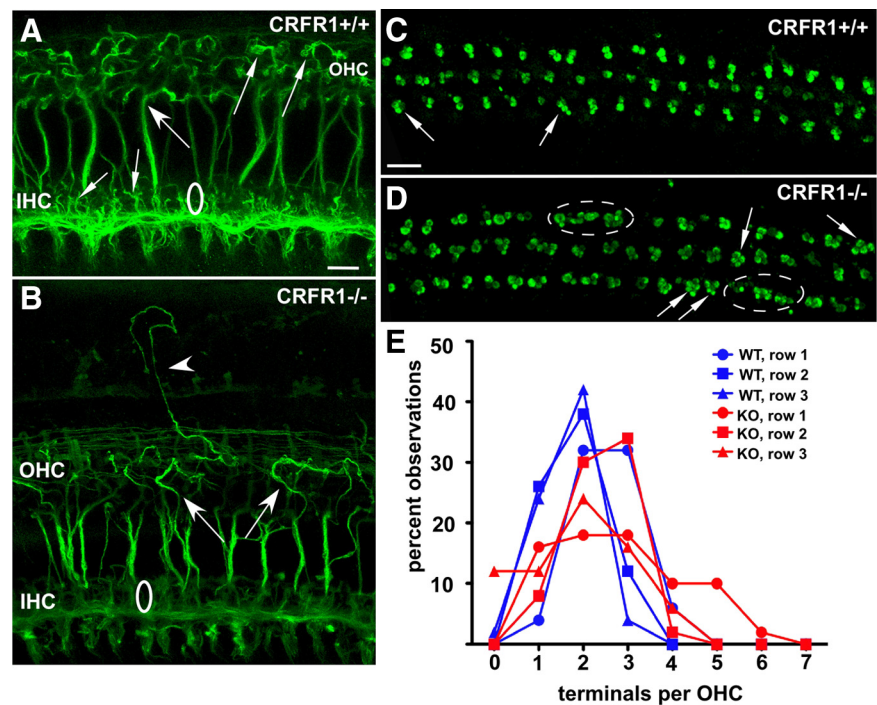 A
CRFR1+/+
OHC
IHC
B
CRFR1-/-
OHC
IHC
C
CRFR1+/+
D
CRFR1-/-
E
percent observations
50
40
30
20
10
WT, row 1
WT, row 2
WT, row 3
KO, row 1
KO, row 2
KO, row 3
0 1 2 3 4 5 6 7
terminals per OHC